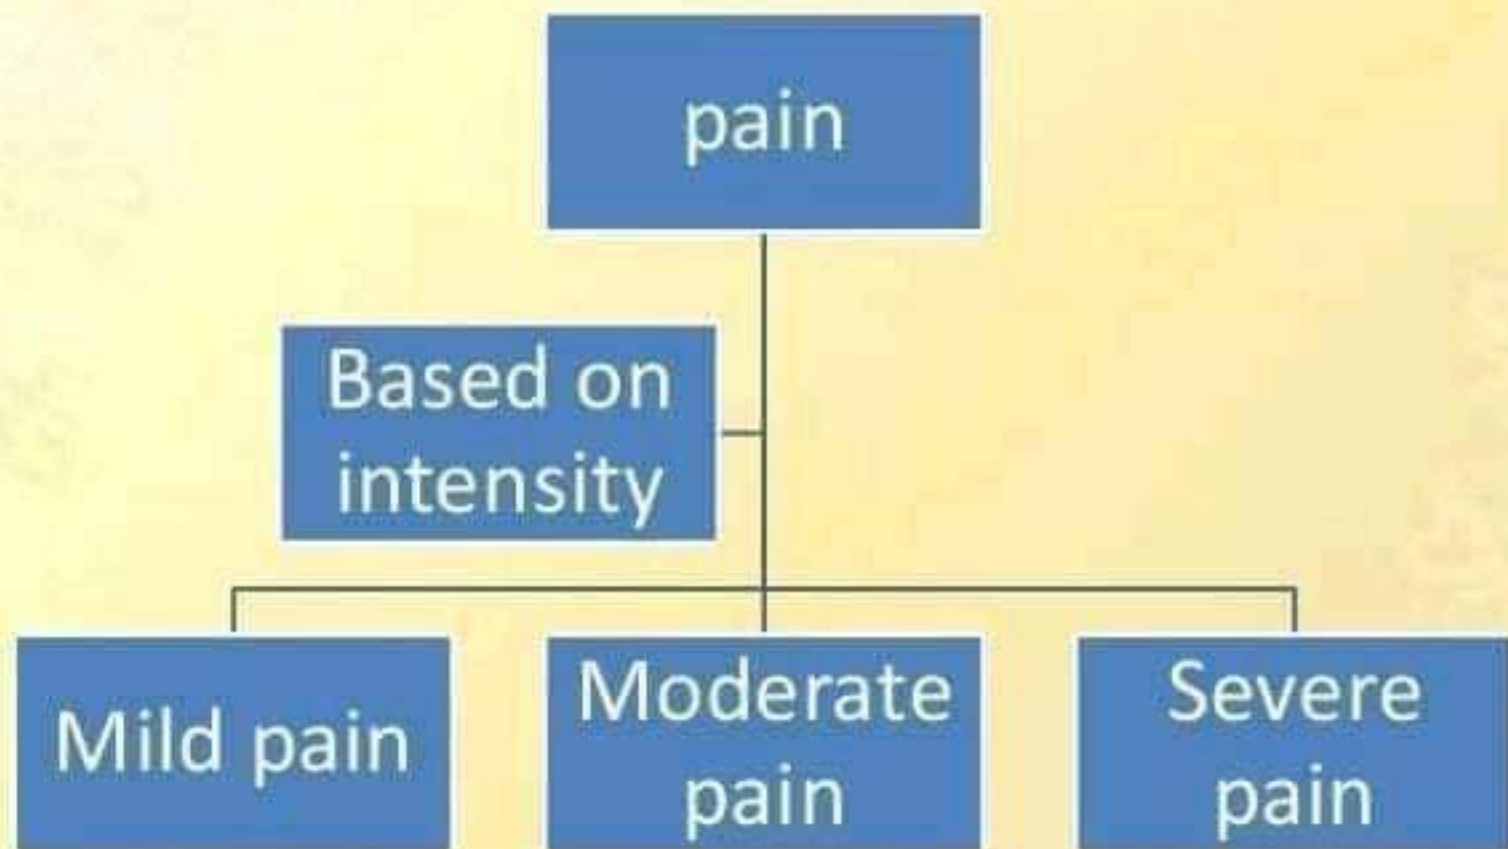 pain
Based on
intensity
Mild pain
Moderate
pain
Severe
pain